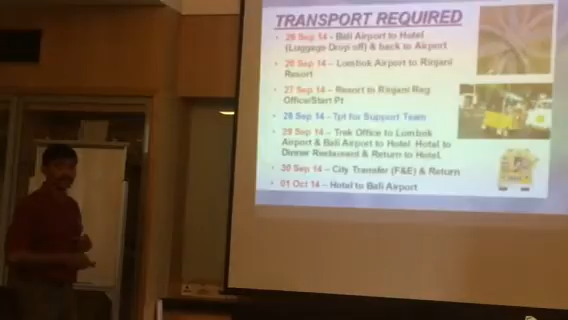 TRANSPORT REQUIRED
• 26 Sep 14 - Bali Airport to Hotel
(Luggage Drop off) & back to Airport
• 26 Sep 14 – Lombok Airport to Rinjani
Resort
• 27 Sep 14 – Resort to Rinjani Reg
Office/Start Pt
• 28 Sep 14 – Tpt for Support Team
• 29 Sep 14 – Trek Office to Lombok
Airport & Bali Airport to Hotel. Hotel to
Dinner Restaurant & Return to Hotel.
• 30 Sep 14 – City Transfer (F&E) & Return
• 01 Oct 14 – Hotel to Bali Airport